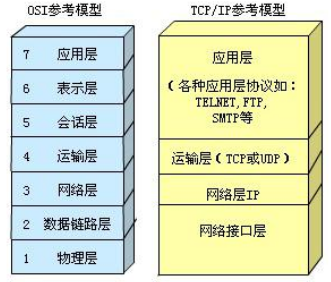 OSI参考模型
7 应用层
6 表示层
5 会话层
4 运输层
3 网络层
2 数据链路层
1 物理层
TCP/IP参考模型
应用层
(各种应用层协议如:
TELNET,FTP,
SMTP等
运输层(TCP或UDP)
网络层IP
网络接口层